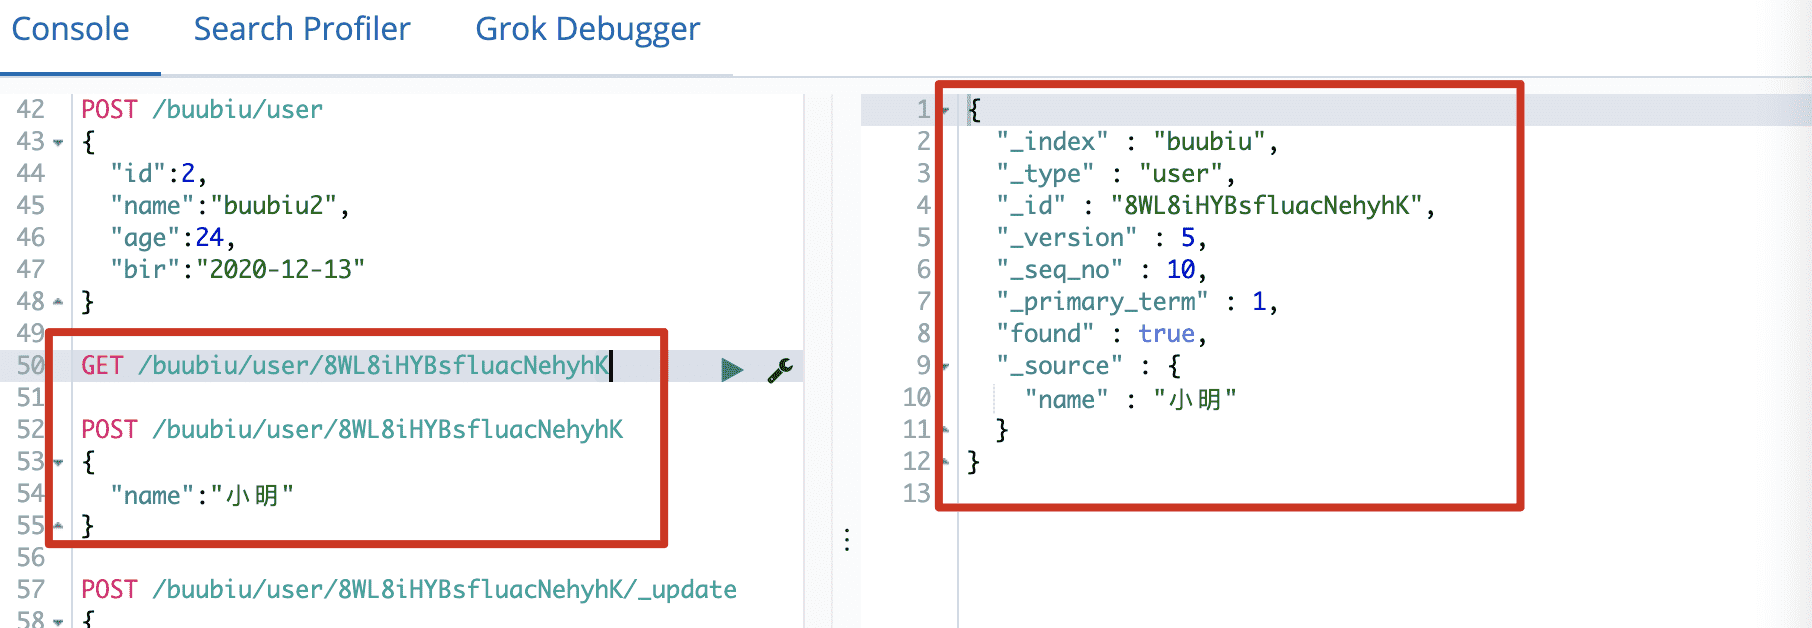 Console Search Profiler Grok Debugger
42 POST /buubiu/user
43 {
44 "id":2,
45 "name":"buubiu2",
46 "age":24,
47 "bir":"2020-12-13"
48 }
49
50 GET /buubiu/user/8WL8iHYBsfluacNehyhK
51
52 POST /buubiu/user/8WL8iHYBsfluacNehyhK
53 {
54 "name":"小明"
55 }
56
57 POST /buubiu/user/8WL8iHYBsfluacNehyhK/_update
58 {
1 {
2 "_index" : "buubiu",
3 "_type" : "user",
4 "_id" : "8WL8iHYBsfluacNehyhK",
5 "_version" : 5,
6 "_seq_no" : 10,
7 "_primary_term" : 1,
8 "found" : true,
9 "_source" : {
10 "name" : "小明"
11 }
12 }
13